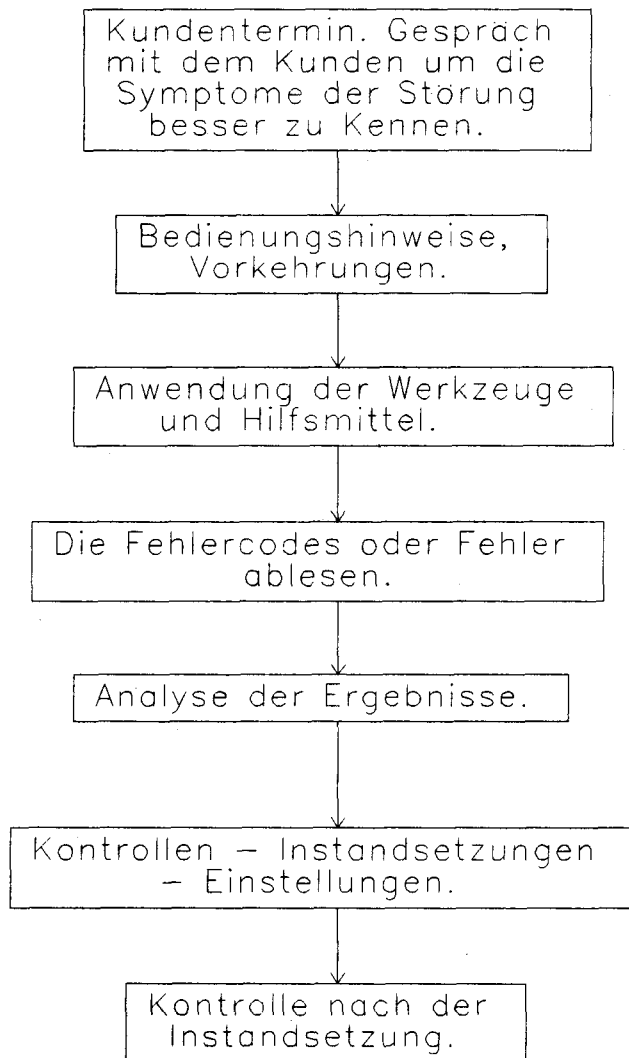 Kundentermin. Gespräch
mit dem Kunden um die
Symptome der Störung
besser zu Kennen.
Bedienungshinweise,
Vorkehrungen.
Anwendung der Werkzeuge
und Hilfsmittel.
Die Fehlercodes oder Fehler
ablesen.
Analyse der Ergebnisse.
Kontrollen – Instandsetzungen
– Einstellungen.
Kontrolle nach der
Instandsetzung.